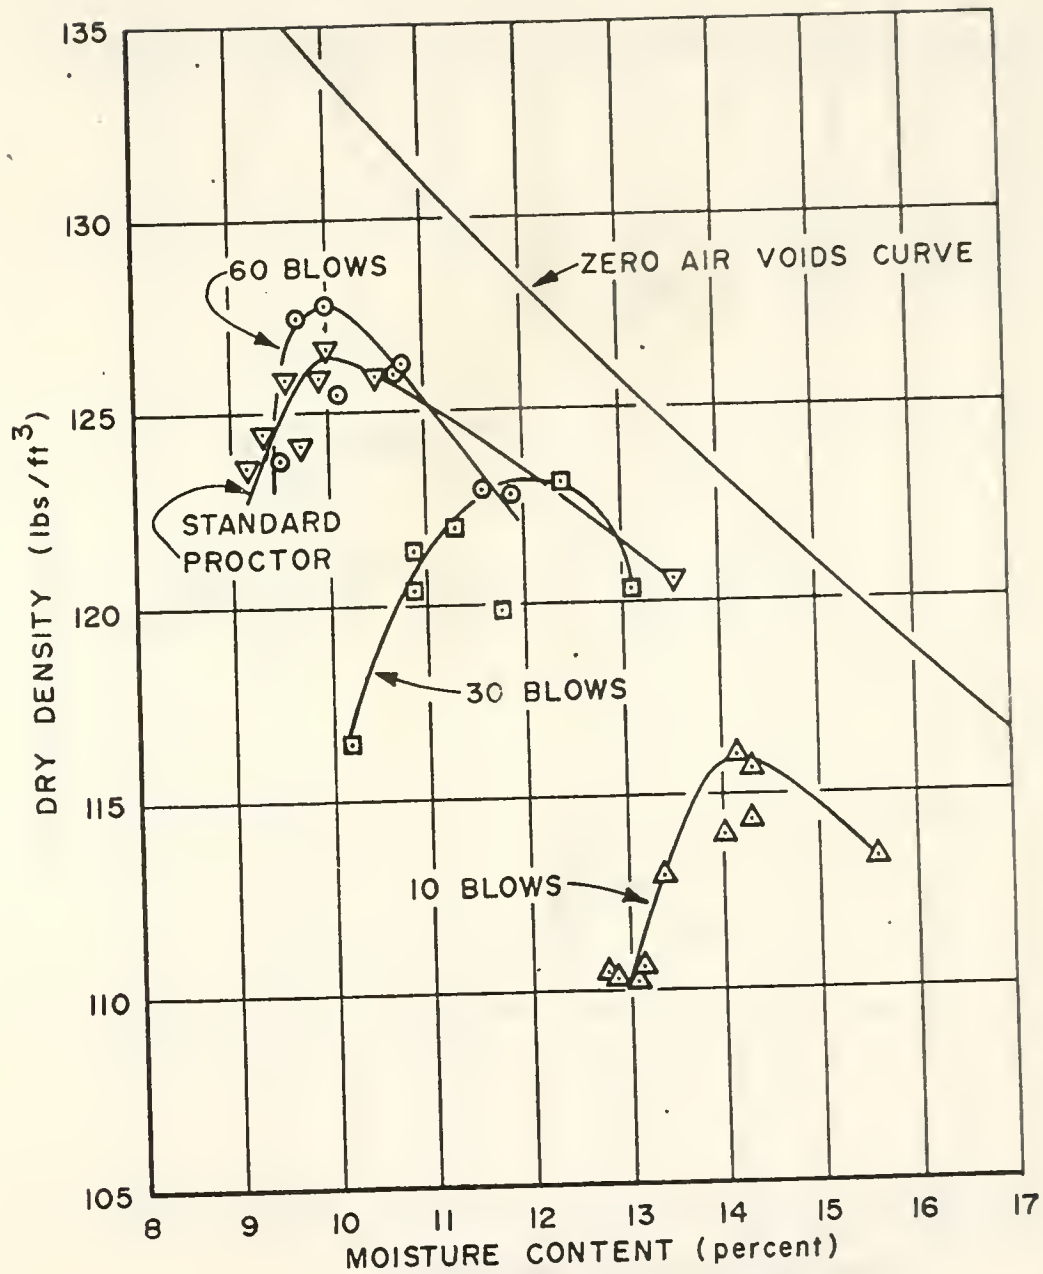 135
130
125
120
115
110
105
60 BLOWS
ZERO AIR VOIDS CURVE
STANDARD
PROCTOR
30 BLOWS
10 BLOWS
DRY DENSITY (lbs/ft³)
8 9 10 11 12 13 14 15 16 17
MOISTURE CONTENT (percent)